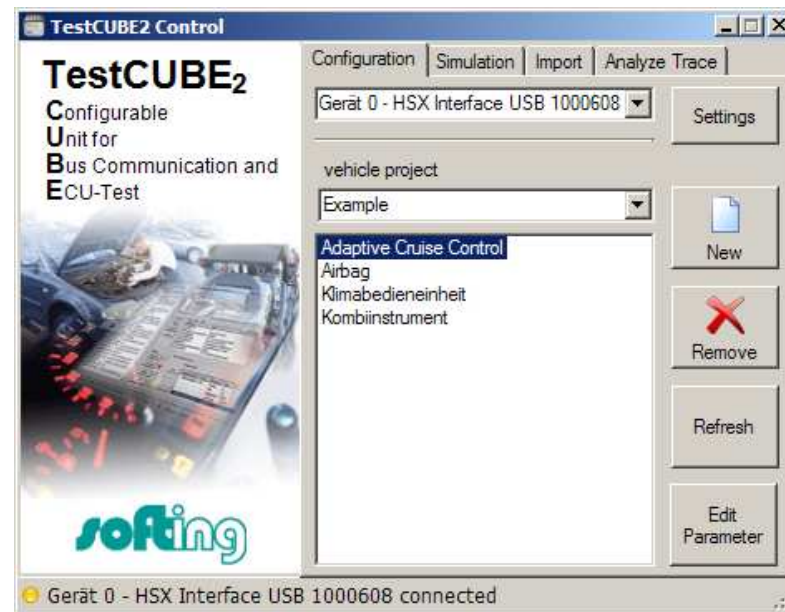 TestCUBE2 Control
TestCUBE2
Configurable
Unit for
Bus Communication and
ECU-Test
softing
Configuration
Simulation
Import
Analyze Trace
Gerät 0 - HSX Interface USB 1000608
Settings
vehicle project
Example
Adaptive Cruise Control
Airbag
Klimabedieneinheit
Kombiinstrument
New
Remove
Refresh
Edit
Parameter
Gerät 0 - HSX Interface USB 1000608 connected